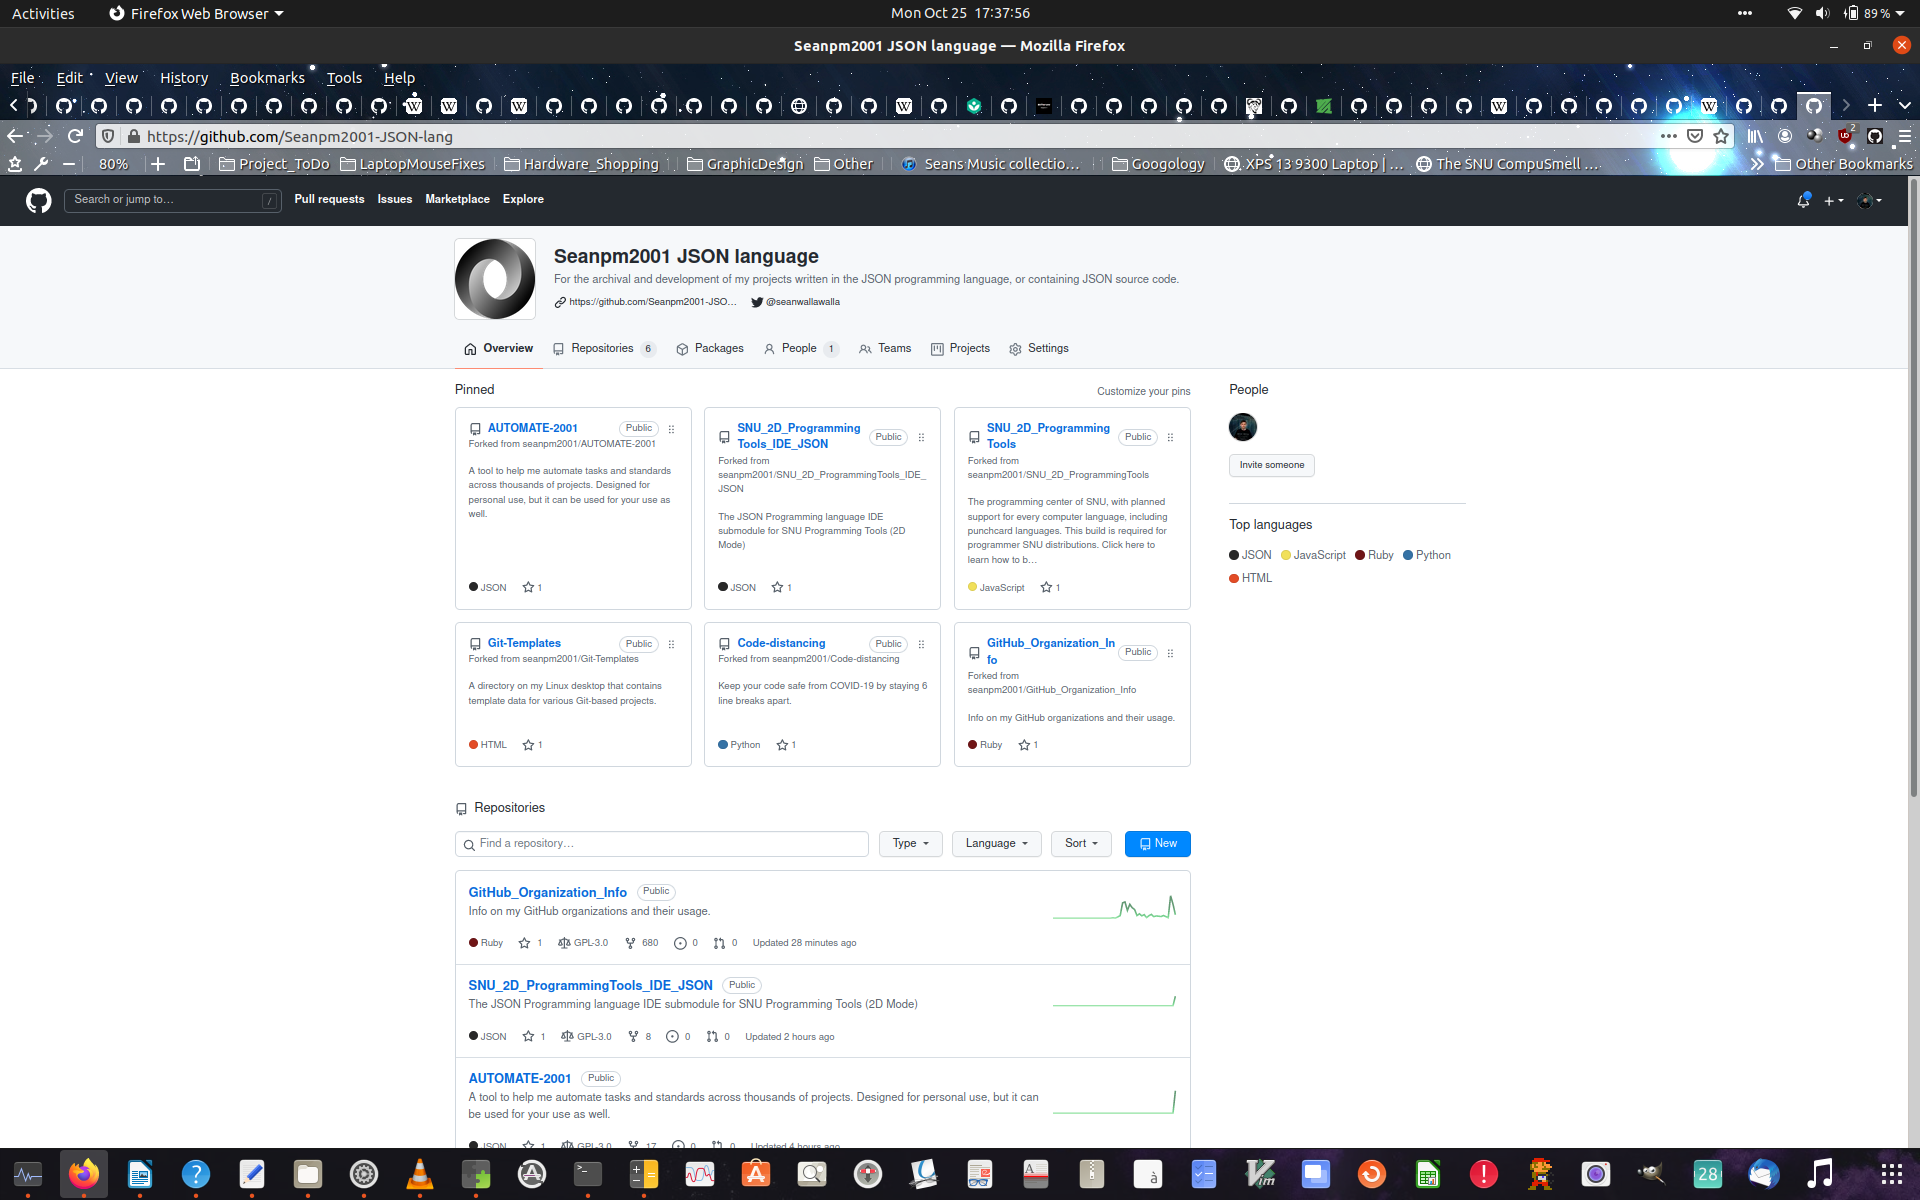 Activities
Firefox Web Browser
Mon Oct 25 17:37:56
89 %
Seanpm2001 JSON language — Mozilla Firefox
File Edit View History Bookmarks Tools Help
https://github.com/Seanpm2001-JSON-lang
2
80%
Project_ToDo
LaptopMouseFixes
Hardware_Shopping
GraphicDesign
Other
Seans Music collectio...
Googology
XPS 13 9300 Laptop | ...
The SNU CompuSmell ...
Other Bookmarks
Search or jump to...
/
Pull requests Issues Marketplace Explore
Seanpm2001 JSON language
For the archival and development of my projects written in the JSON programming language, or containing JSON source code.
https://github.com/Seanpm2001-JSO...
@seanwallawalla
Overview
Repositories 6
Packages
People 1
Teams
Projects
Settings
Pinned
Customize your pins
AUTOMATE-2001 Public
Forked from seanpm2001/AUTOMATE-2001
A tool to help me automate tasks and standards
across thousands of projects. Designed for
personal use, but it can be used for your use as
well.
JSON 1
SNU_2D_Programming
Tools_IDE_JSON
Public
Forked from
seanpm2001/SNU_2D_ProgrammingTools_IDE_
JSON
The JSON Programming language IDE
submodule for SNU Programming Tools (2D
Mode)
JSON 1
SNU_2D_Programming
Tools
Public
Forked from
seanpm2001/SNU_2D_ProgrammingTools
The programming center of SNU, with planned
support for every computer language, including
punchcard languages. This build is required for
programmer SNU distributions. Click here to
learn how to b...
JavaScript 1
Git-Templates Public
Forked from seanpm2001/Git-Templates
A directory on my Linux desktop that contains
template data for various Git-based projects.
HTML 1
Code-distancing Public
Forked from seanpm2001/Code-distancing
Keep your code safe from COVID-19 by staying 6
line breaks apart.
Python 1
GitHub_Organization_In
fo
Public
Forked from
seanpm2001/GitHub_Organization_Info
Info on my GitHub organizations and their usage.
Ruby 1
People
Invite someone
Top languages
JSON JavaScript Ruby Python
HTML
Repositories
Find a repository...
Type
Language
Sort
New
GitHub_Organization_Info Public
Info on my GitHub organizations and their usage.
Ruby 1 GPL-3.0 680 0 0 Updated 28 minutes ago
SNU_2D_ProgrammingTools_IDE_JSON Public
The JSON Programming language IDE submodule for SNU Programming Tools (2D Mode)
JSON 1 GPL-3.0 8 0 0 Updated 2 hours ago
AUTOMATE-2001 Public
A tool to help me automate tasks and standards across thousands of projects. Designed for personal use, but it can
be used for your use as well.
JSON 1 GPL-3.0 17 0 0 Updated 4 hours ago
28